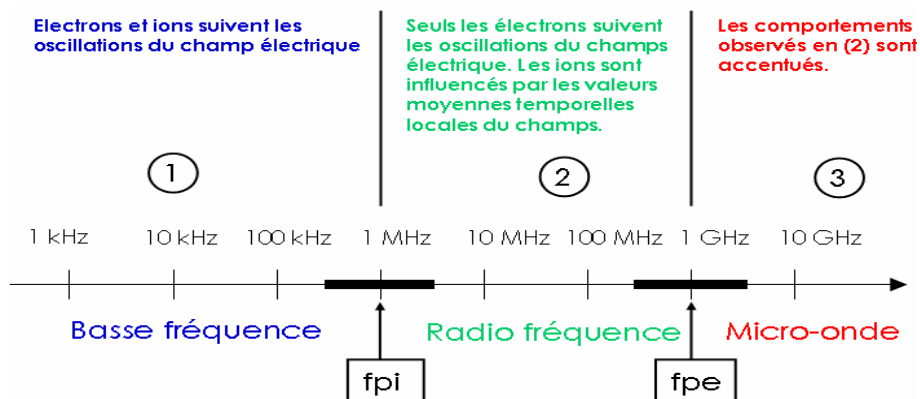 Electrons et ions suivent les
oscillations du champ électrique
Seuls les électrons suivent
les oscillations du champs
électrique. Les ions sont
influencés par les valeurs
moyennes temporelles
locales du champs.
Les comportements
observés en (2) sont
accentués.
1
2
3
1 kHz 10 kHz 100 kHz 1 MHz 10 MHz 100 MHz 1 GHz 10 GHz
Basse fréquence Radio fréquence Micro-onde
fpi fpe